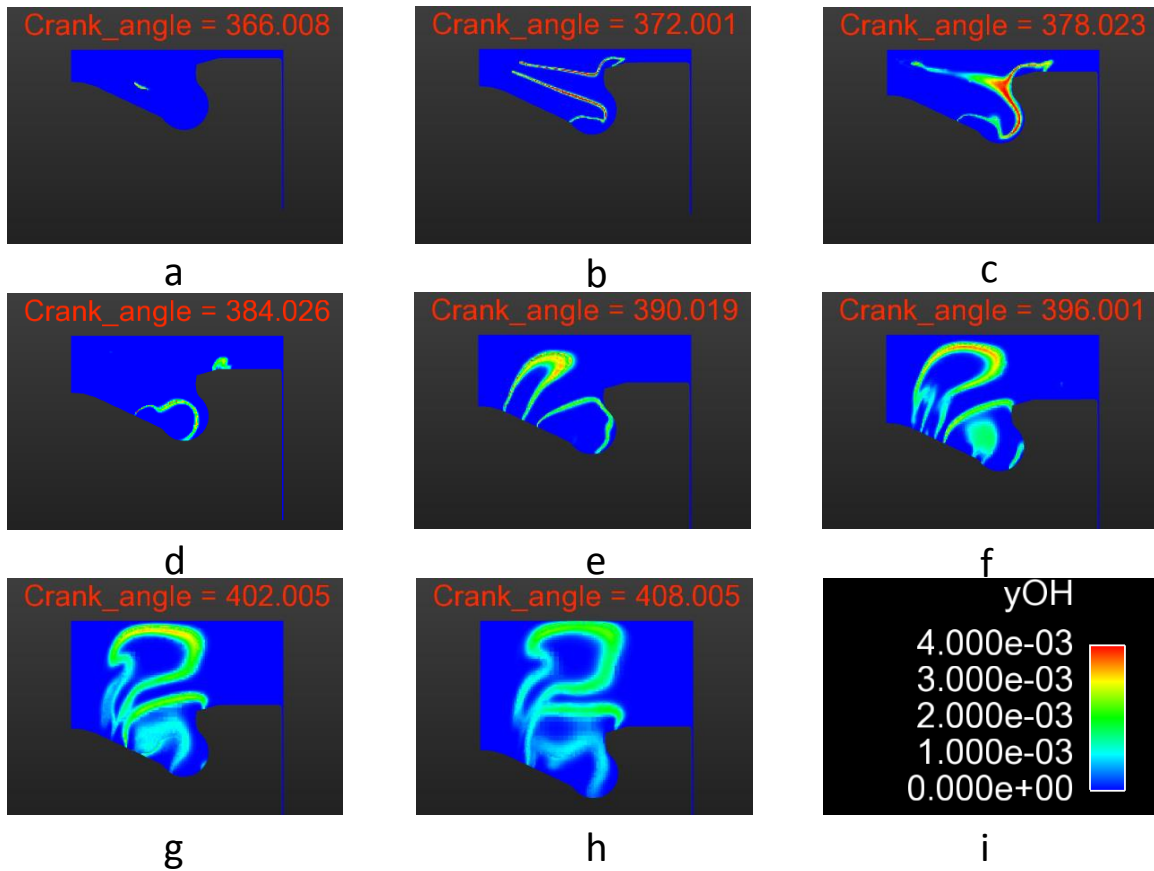 Crank_angle = 366.008
Crank_angle = 372.001
Crank_angle = 378.023
a
b
c
Crank_angle = 384.026
Crank_angle = 390.019
Crank_angle = 396.001
d
e
f
Crank_angle = 402.005
Crank_angle = 408.005
yOH
4.000e-03
3.000e-03
2.000e-03
1.000e-03
0.000e+00
g
h
i